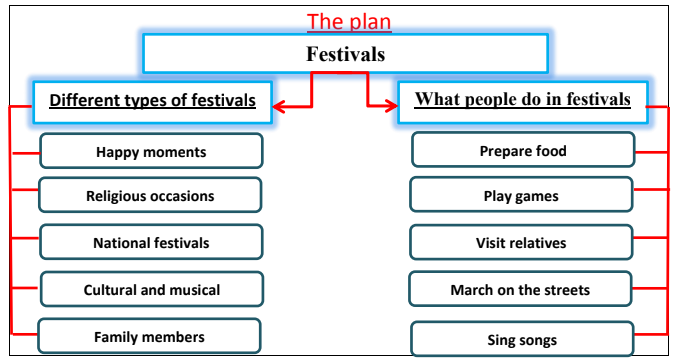 The plan
Festivals
Different types of festivals
Happy moments
Religious occasions
National festivals
Cultural and musical
Family members
What people do in festivals
Prepare food
Play games
Visit relatives
March on the streets
Sing songs